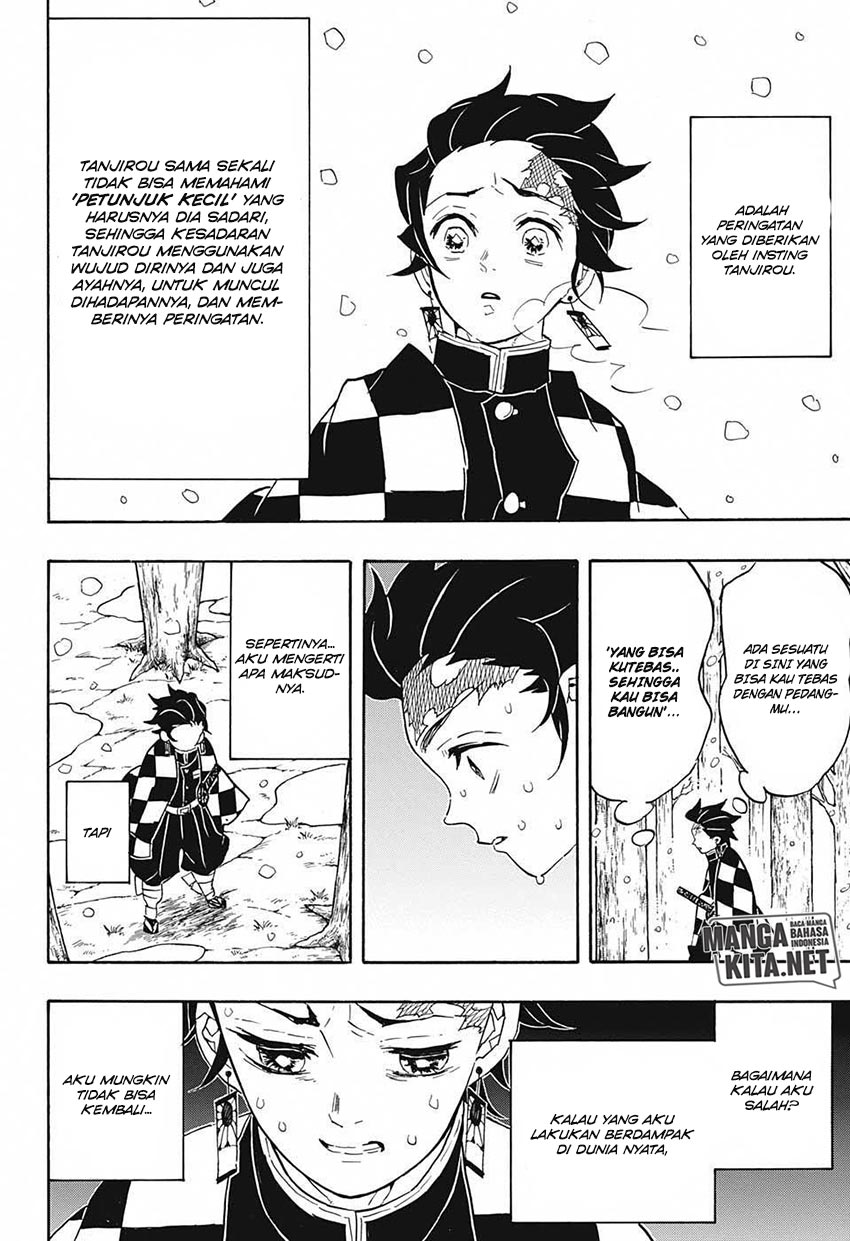 ADALAH
PERINGATAN
YANG DIBERIKAN
OLEH INSTING
TANJIROU.
TANJIROU SAMA SEKALI
TIDAK BISA MEMAHAMI
'PETUNJUK KECIL' YANG
HARUSNYA DIA SADARI,
SEHINGGA KESADARAN
TANJIROU MENGGUNAKAN
WUJUD DIRINYA DAN JUGA
AYAHNYA, UNTUK MUNCUL
DIHADAPANNYA, DAN MEM-
BERINYA PERINGATAN.
ADA SESUATU
DI SINI YANG
BISA KAU TEBAS
DENGAN PEDANG-
MU...
'YANG BISA
KUTEBAS..
SEHINGGA
KAU BISA
BANGUN'...
SEPERTINYA...
AKU MENGERTI
APA MAKSUD-
NYA.
TAPI
MANGA
KITA.NET
BACA MANGA
BAHASA
INDONESIA
BAGAIMANA
KALAU AKU
SALAH?
KALAU YANG AKU
LAKUKAN BERDAMPAK
DI DUNIA NYATA,
AKU MUNGKIN
TIDAK BISA
KEMBALI...